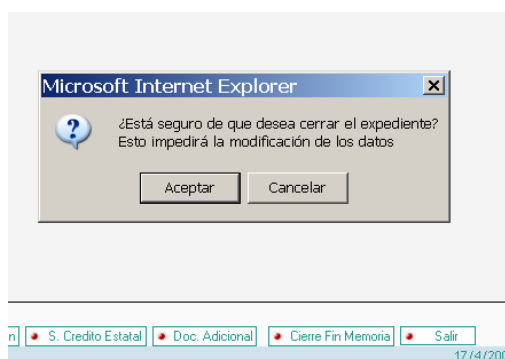 Microsoft Internet Explorer
¿Está seguro de que desea cerrar el expediente?
Esto impedirá la modificación de los datos
Aceptar Cancelar
S. Credito Estatal Doc. Adicional Cierre Fin Memoria Salir